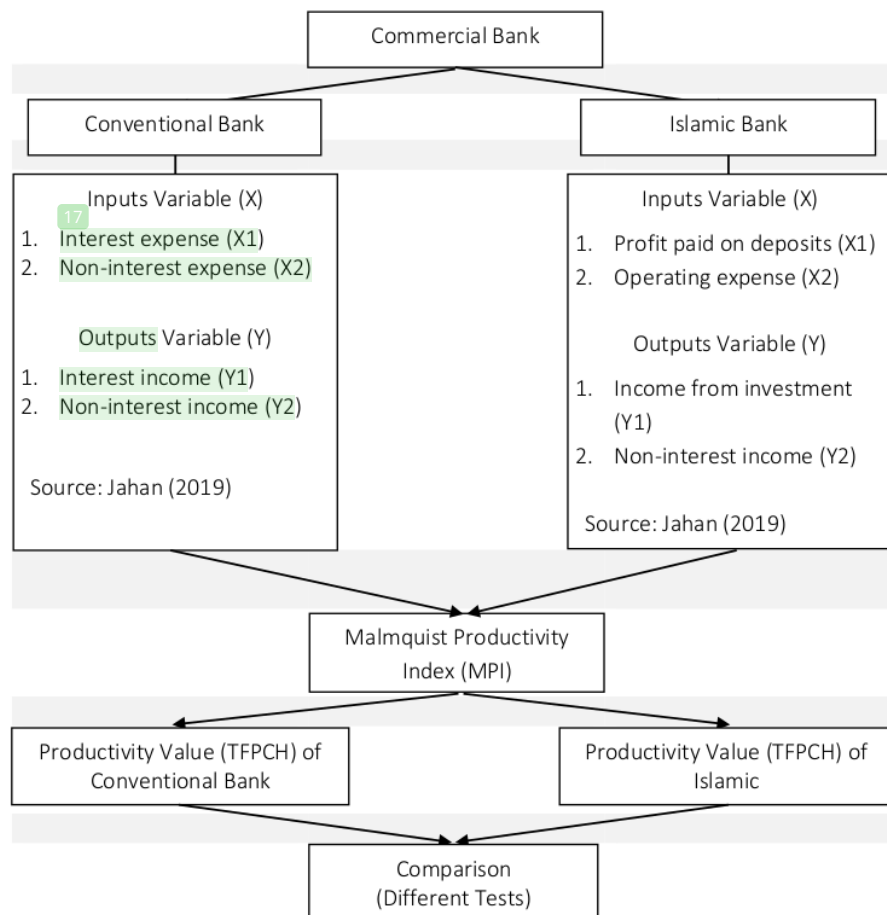 Commercial Bank
Conventional Bank
Islamic Bank
Inputs Variable (X)
17
1. Interest expense (X1)
2. Non-interest expense (X2)
Outputs Variable (Y)
1. Interest income (Y1)
2. Non-interest income (Y2)
Source: Jahan (2019)
Inputs Variable (X)
1. Profit paid on deposits (X1)
2. Operating expense (X2)
Outputs Variable (Y)
1. Income from investment
(Y1)
2. Non-interest income (Y2)
Source: Jahan (2019)
Malmquist Productivity
Index (MPI)
Productivity Value (TFPCH) of
Conventional Bank
Productivity Value (TFPCH) of
Islamic
Comparison
(Different Tests)